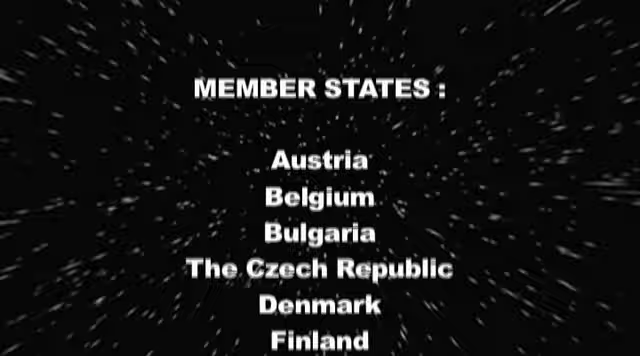 MEMBER STATES :
Austria
Belgium
Bulgaria
The Czech Republic
Denmark
Finland